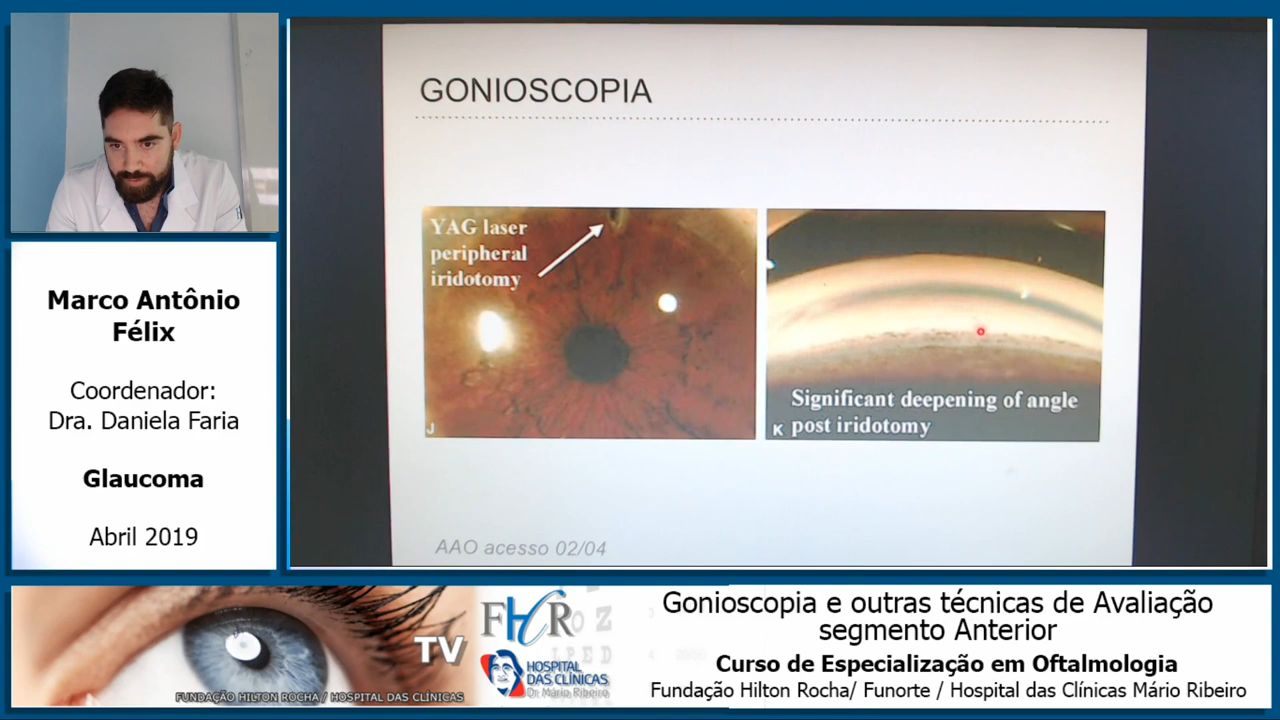 GONIOSCOPIA
YAG laser
peripheral
iridotomy
J
Significant deepening of angle
K post iridotomy
AAO acesso 02/04
Marco Antônio
Félix
Coordenador:
Dra. Daniela Faria
Glaucoma
Abril 2019
TV
FUNDAÇÃO HILTON ROCHA / HOSPITAL DAS CLÍNICAS
FHCR
HOSPITAL
DAS CLÍNICAS
Dr. Mário Ribeiro
Gonioscopia e outras técnicas de Avaliação
segmento Anterior
Curso de Especialização em Oftalmologia
Fundação Hilton Rocha/ Funorte / Hospital das Clínicas Mário Ribeiro